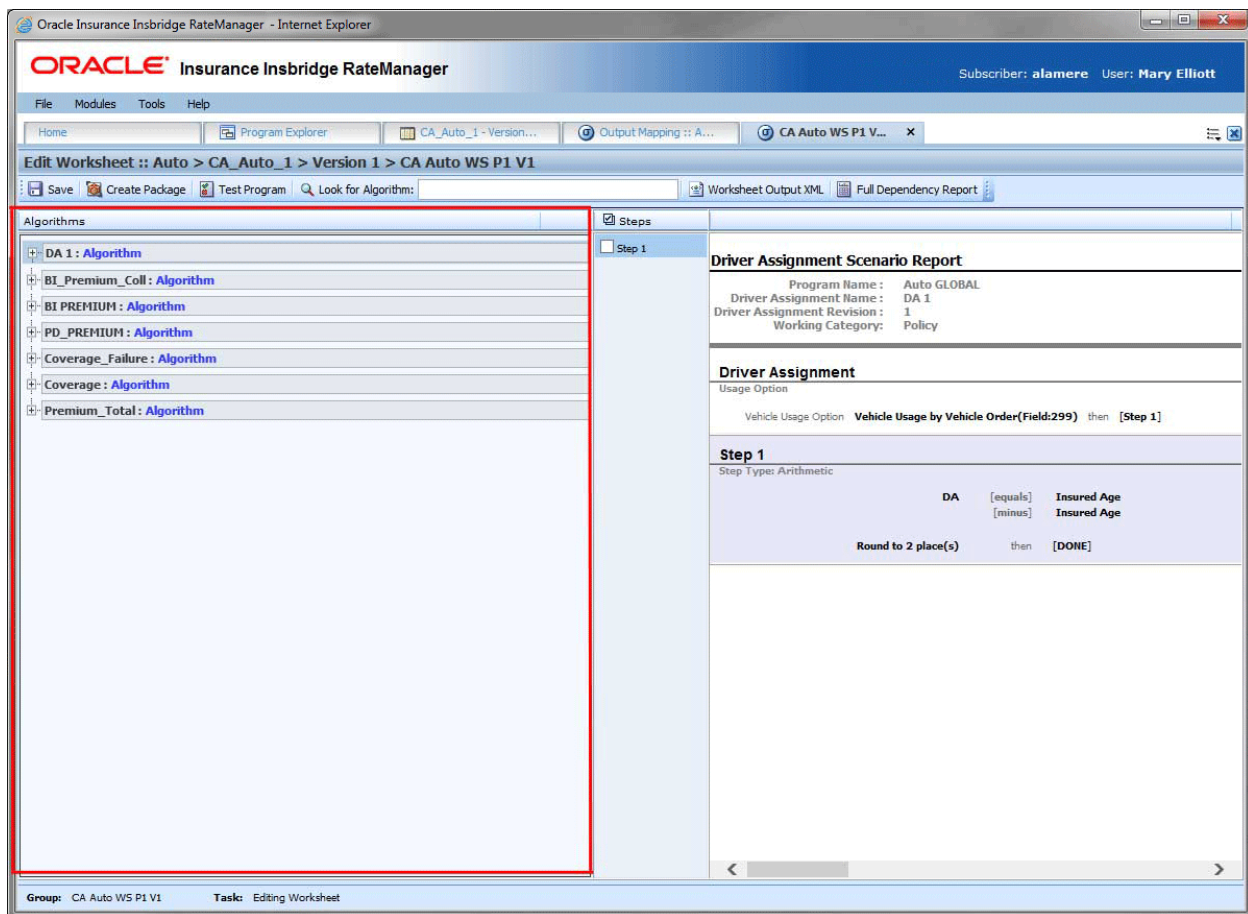 Oracle Insurance Insbridge RateManager - Internet Explorer
ORACLE® Insurance Insbridge RateManager
Subscriber: alamere User: Mary Elliott
File Modules Tools Help
Home Program Explorer CA_Auto_1 - Version... Output Mapping :: A... CA Auto WS P1 V... ×
Edit Worksheet :: Auto > CA_Auto_1 > Version 1 > CA Auto WS P1 V1
Save Create Package Test Program Look for Algorithm: Worksheet Output XML Full Dependency Report
Algorithms
DA 1 : Algorithm
BI_Premium_Coll : Algorithm
BI PREMIUM : Algorithm
PD_PREMIUM : Algorithm
Coverage_Failure : Algorithm
Coverage : Algorithm
Premium_Total : Algorithm
Steps
Step 1
Driver Assignment Scenario Report
Program Name : Auto GLOBAL
Driver Assignment Name : DA 1
Driver Assignment Revision : 1
Working Category: Policy
Driver Assignment
Usage Option
Vehicle Usage Option Vehicle Usage by Vehicle Order(Field:299) then [Step 1]
Step 1
Step Type: Arithmetic
DA [equals] Insured Age
[minus] Insured Age
Round to 2 place(s) then [DONE]
Group: CA Auto WS P1 V1 Task: Editing Worksheet